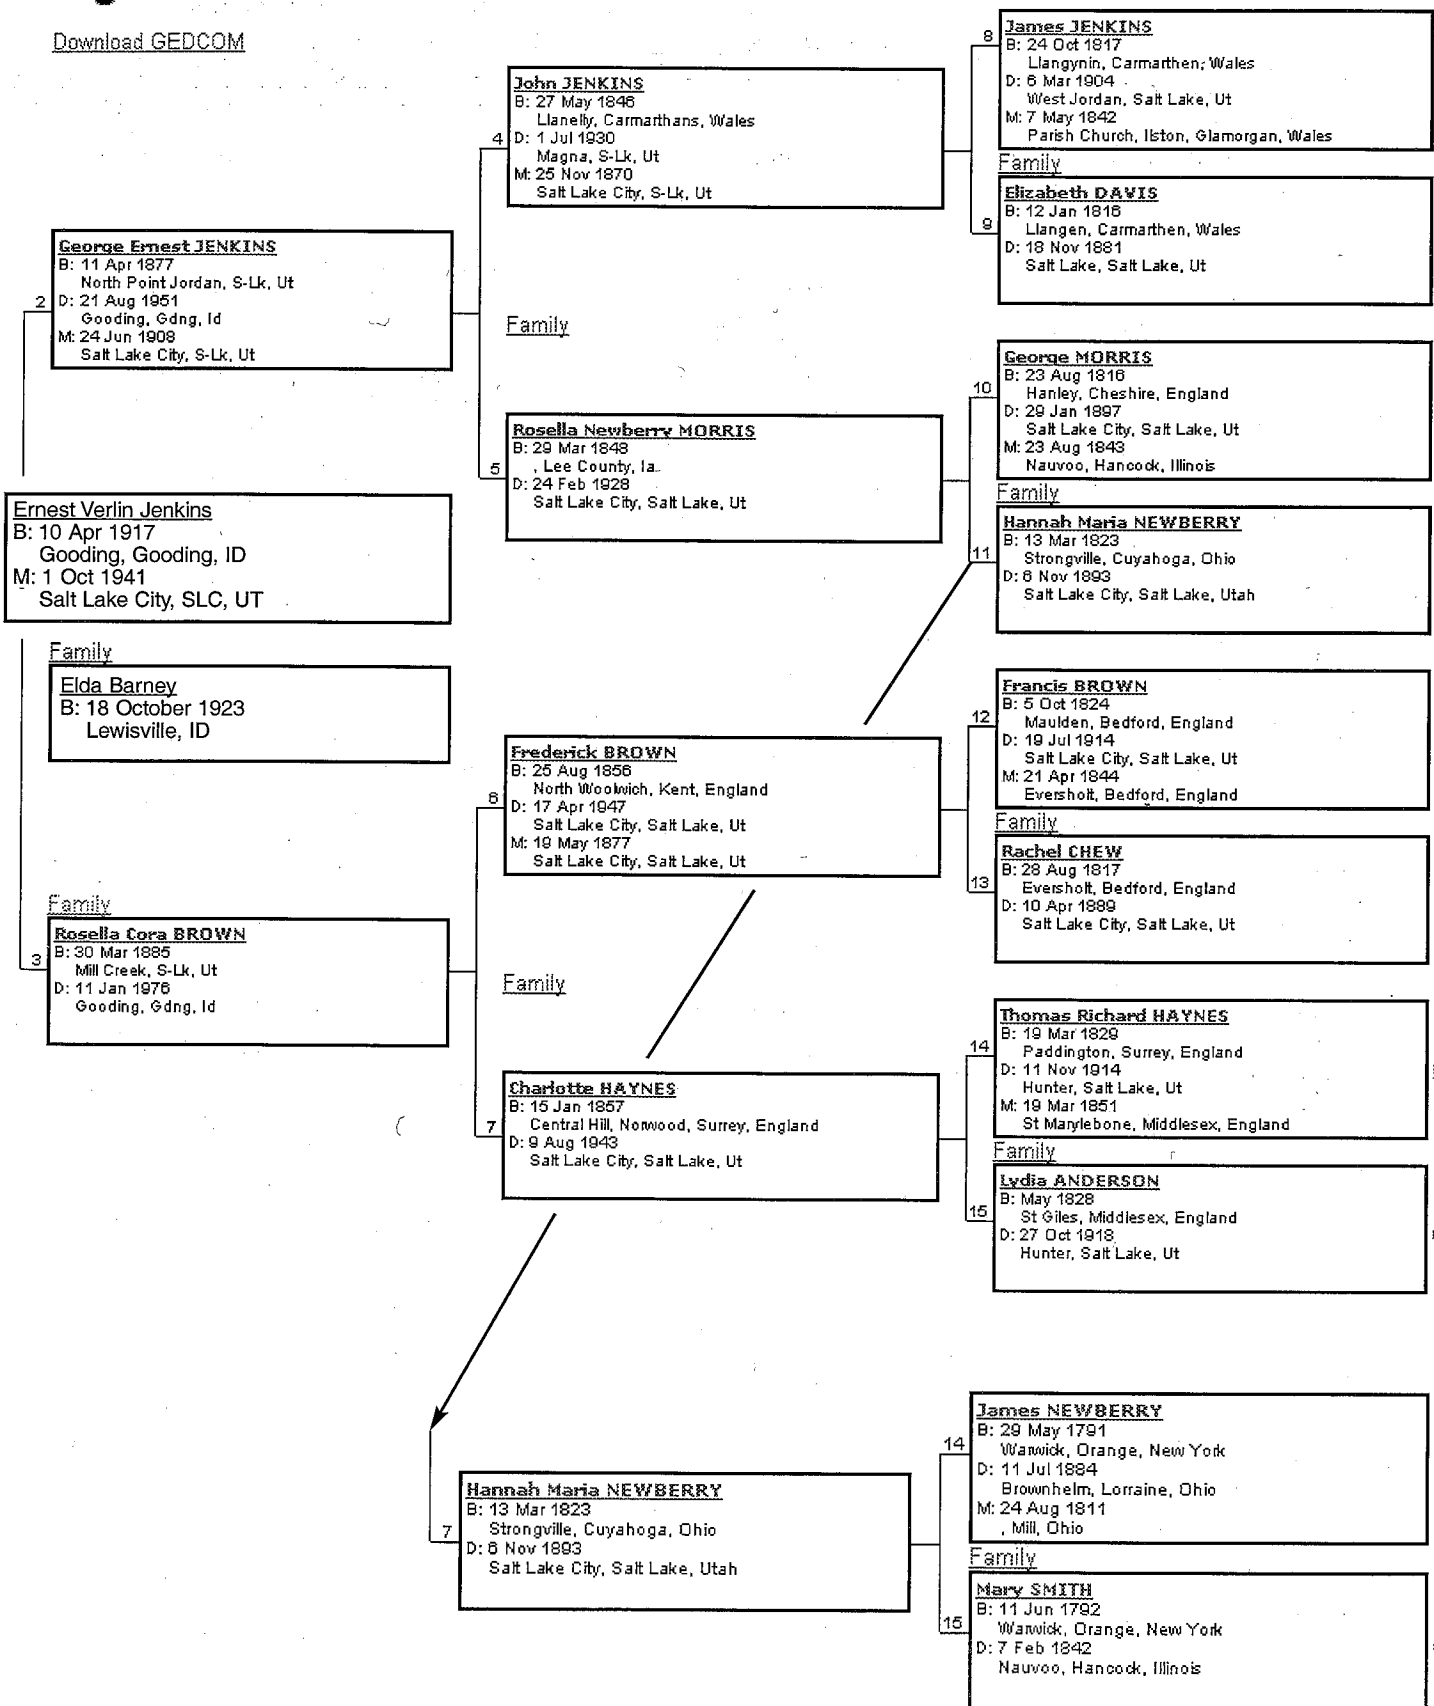 Download GEDCOM
2
George Ernest JENKINS
B: 11 Apr 1877
North Point Jordan, S-Lk, Ut
D: 21 Aug 1951
Gooding, Gdng, Id
M: 24 Jun 1908
Salt Lake City, S-Lk, Ut
Ernest Verlin Jenkins
B: 10 Apr 1917
Gooding, Gooding, ID
M: 1 Oct 1941
Salt Lake City, SLC, UT
Family
Elda Barney
B: 18 October 1923
Lewisville, ID
Family
3
Rosella Cora BROWN
B: 30 Mar 1885
Mill Creek, S-Lk, Ut
D: 11 Jan 1976
Gooding, Gdng, Id
4
John JENKINS
B: 27 May 1846
Llanelly, Carmarthans, Wales
D: 1 Jul 1930
Magna, S-Lk, Ut
M: 25 Nov 1870
Salt Lake City, S-Lk, Ut
Family
5
Rosella Newberry MORRIS
B: 29 Mar 1848
, Lee County, Ia
D: 24 Feb 1928
Salt Lake City, Salt Lake, Ut
6
Frederick BROWN
B: 25 Aug 1856
North Woolwich, Kent, England
D: 17 Apr 1947
Salt Lake City, Salt Lake, Ut
M: 19 May 1877
Salt Lake City, Salt Lake, Ut
Family
7
Charlotte HAYNES
B: 15 Jan 1857
Central Hill, Norwood, Surrey, England
D: 9 Aug 1943
Salt Lake City, Salt Lake, Ut
8
James JENKINS
B: 24 Oct 1817
Llangynin, Carmarthen, Wales
D: 6 Mar 1904
West Jordan, Salt Lake, Ut
M: 7 May 1842
Parish Church, Ilston, Glamorgan, Wales
Family
9
Elizabeth DAVIS
B: 12 Jan 1816
Llangen, Carmarthen, Wales
D: 18 Nov 1881
Salt Lake, Salt Lake, Ut
10
George MORRIS
B: 23 Aug 1816
Hanley, Cheshire, England
D: 29 Jan 1897
Salt Lake City, Salt Lake, Ut
M: 23 Aug 1843
Nauvoo, Hancock, Illinois
Family
11
Hannah Maria NEWBERRY
B: 13 Mar 1823
Strongville, Cuyahoga, Ohio
D: 6 Nov 1893
Salt Lake City, Salt Lake, Utah
12
Francis BROWN
B: 5 Oct 1824
Maulden, Bedford, England
D: 19 Jul 1914
Salt Lake City, Salt Lake, Ut
M: 21 Apr 1844
Eversholt, Bedford, England
Family
13
Rachel CHEW
B: 28 Aug 1817
Eversholt, Bedford, England
D: 10 Apr 1889
Salt Lake City, Salt Lake, Ut
14
Thomas Richard HAYNES
B: 19 Mar 1829
Paddington, Surrey, England
D: 11 Nov 1914
Hunter, Salt Lake, Ut
M: 19 Mar 1851
St Marylebone, Middlesex, England
Family
15
Lydia ANDERSON
B: May 1828
St Giles, Middlesex, England
D: 27 Oct 1918
Hunter, Salt Lake, Ut
7
Hannah Maria NEWBERRY
B: 13 Mar 1823
Strongville, Cuyahoga, Ohio
D: 6 Nov 1893
Salt Lake City, Salt Lake, Utah
14
James NEWBERRY
B: 29 May 1791
Warwick, Orange, New York
D: 11 Jul 1884
Brownhelm, Lorraine, Ohio
M: 24 Aug 1811
, Mill, Ohio
Family
15
Mary SMITH
B: 11 Jun 1792
Warwick, Orange, New York
D: 7 Feb 1842
Nauvoo, Hancock, Illinois